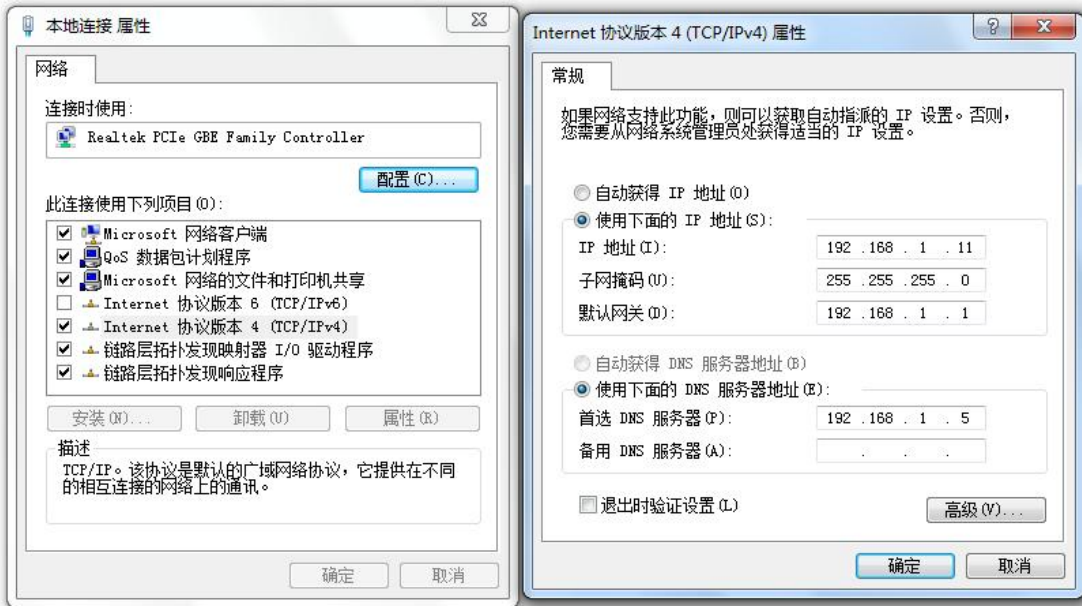 本地连接 属性
网络
连接时使用:
Realtek PCIe GBE Family Controller
配置(C)...
此连接使用下列项目(O):
Microsoft 网络客户端
QoS 数据包计划程序
Microsoft 网络的文件和打印机共享
Internet 协议版本 6 (TCP/IPv6)
Internet 协议版本 4 (TCP/IPv4)
链路层拓扑发现映射器 I/O 驱动程序
链路层拓扑发现响应程序
安装(N)... 卸载(U) 属性(R)
描述
TCP/IP。该协议是默认的广域网络协议，它提供在不同
的相互连接的网络上的通讯。
确定 取消
Internet 协议版本 4 (TCP/IPv4) 属性
常规
如果网络支持此功能，则可以获取自动指派的 IP 设置。否则，
您需要从网络系统管理员处获得适当的 IP 设置。
自动获得 IP 地址(O)
使用下面的 IP 地址(S):
IP 地址(I): 192 .168 . 1 . 11
子网掩码(U): 255 .255 .255 . 0
默认网关(D): 192 .168 . 1 . 1
自动获得 DNS 服务器地址(B)
使用下面的 DNS 服务器地址(E):
首选 DNS 服务器(P): 192 .168 . 1 . 5
备用 DNS 服务器(A): . . .
退出时验证设置(L)
高级(V)...
确定 取消